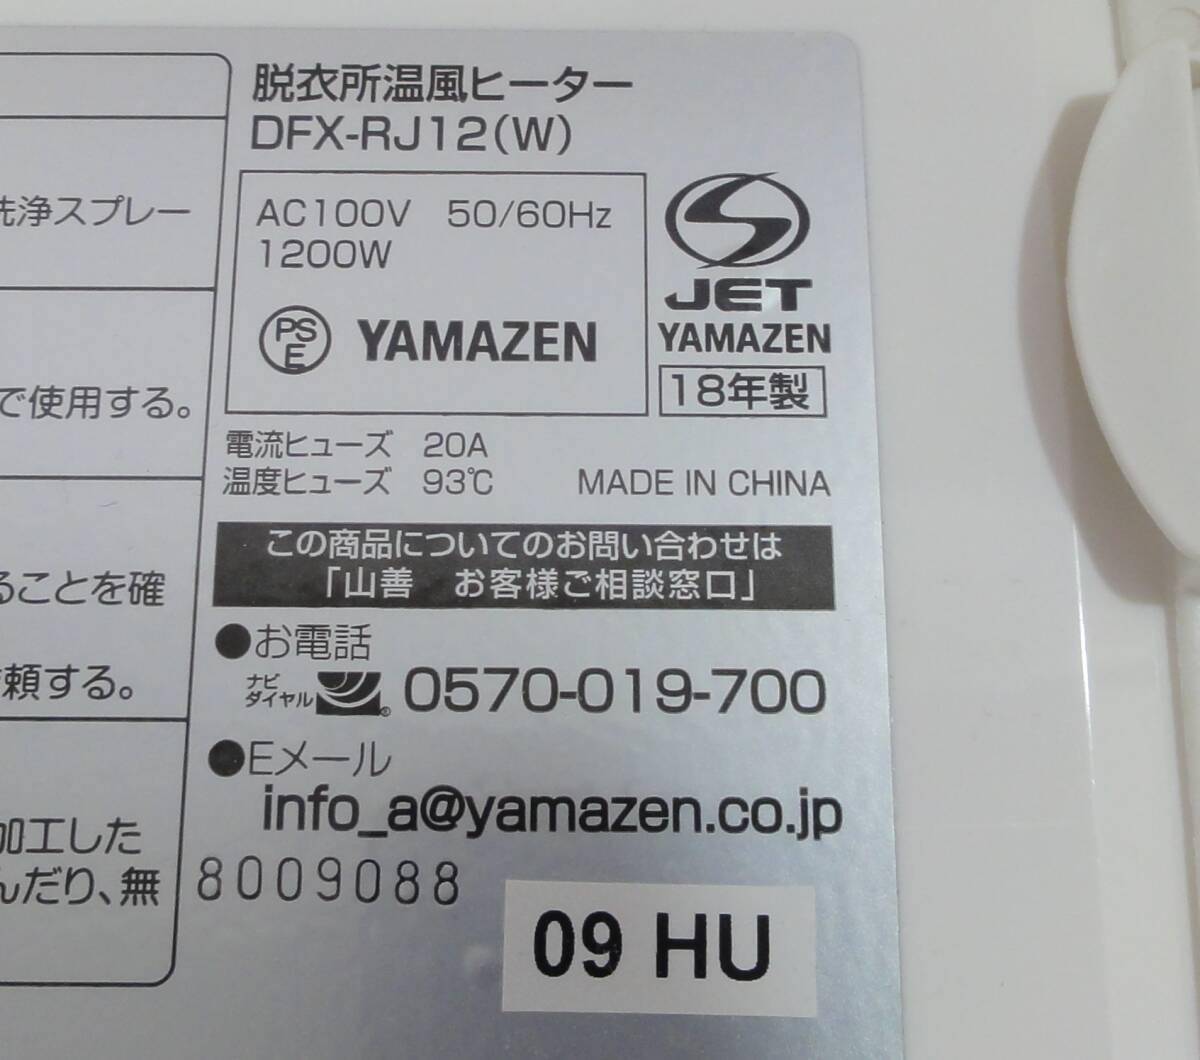 洗浄スプレー
で使用する。
ることを確
頼する。
加工した
んだり、無
脱衣所温風ヒーター
DFX-RJ12(W)
AC100V 50/60Hz
1200W
PSE YAMAZEN
JET
YAMAZEN
18年製
電流ヒューズ 20A
温度ヒューズ 93℃ MADE IN CHINA
この商品についてのお問い合わせは
「山善 お客様ご相談窓口」
●お電話
ナビダイヤル 0570-019-700
●Eメール
info_a@yamazen.co.jp
8009088
09 HU